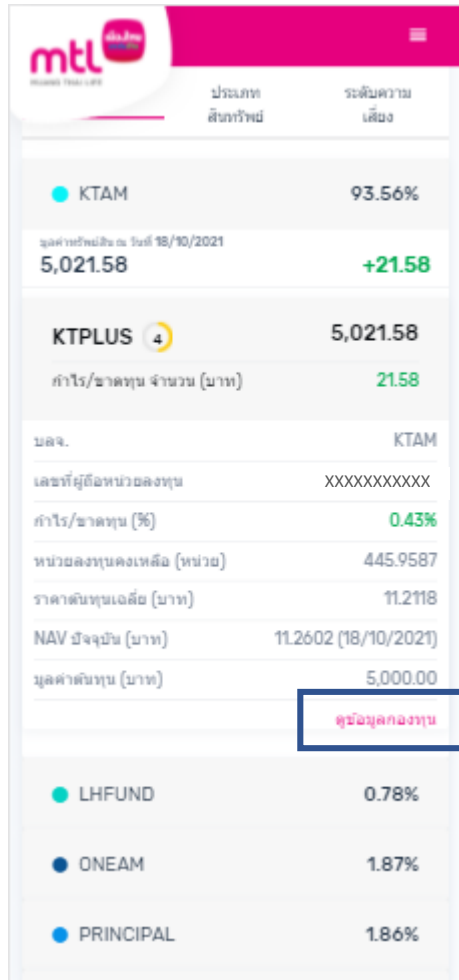 mtl
เมืองไทย
MUANG THAI LIFE
ประเภท
สินทรัพย์
ระดับความ
เสี่ยง
KTAM 93.56%
มูลค่าทรัพย์สิน ณ วันที่ 18/10/2021
5,021.58 +21.58
KTPLUS 4 5,021.58
กำไร/ขาดทุน จำนวน (บาท) 21.58
บลจ. KTAM
เลขที่ผู้ถือหน่วยลงทุน XXXXXXXXXXX
กำไร/ขาดทุน (%) 0.43%
หน่วยลงทุนคงเหลือ (หน่วย) 445.9587
ราคาต้นทุนเฉลี่ย (บาท) 11.2118
NAV ปัจจุบัน (บาท) 11.2602 (18/10/2021)
มูลค่าต้นทุน (บาท) 5,000.00
ดูข้อมูลกองทุน
LHFUND 0.78%
ONEAM 1.87%
PRINCIPAL 1.86%